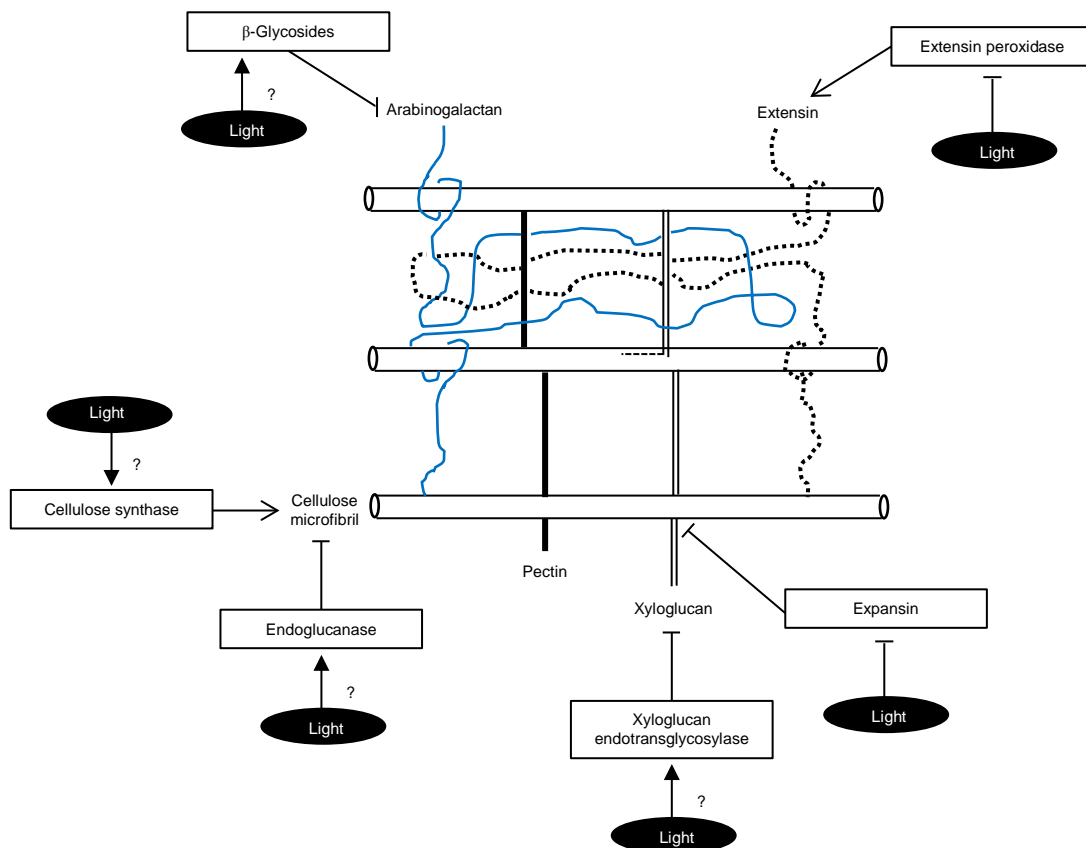 β-Glycosides
Extensin peroxidase
?
Arabinogalactan
Extensin
Light
Light
Light
?
Cellulose synthase
Cellulose
microfibril
Pectin
Xyloglucan
Expansin
Endoglucanase
?
Light
Light
Xyloglucan
endotransglycosylase
?
Light